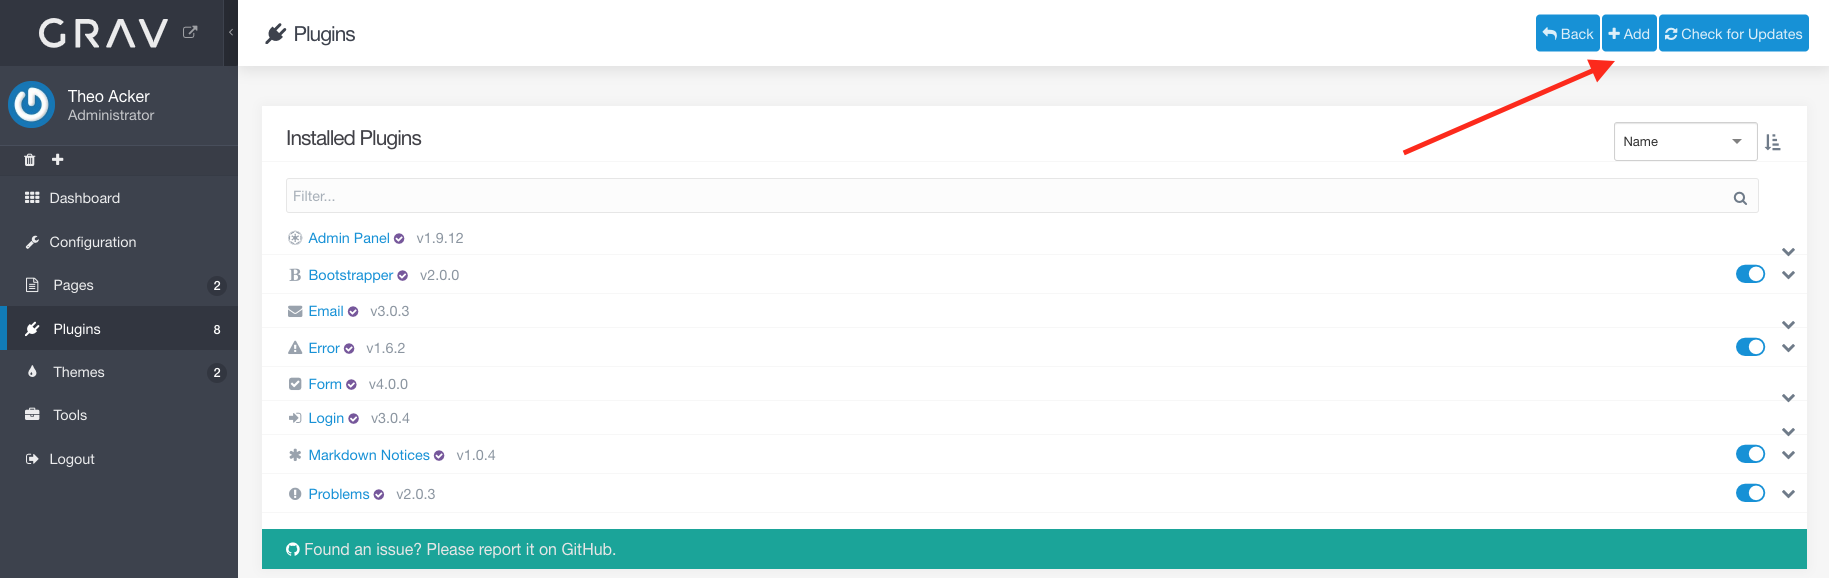 GRAV
Theo Acker
Administrator
Dashboard
Configuration
Pages 2
Plugins 8
Themes 2
Tools
Logout
Plugins
Back
Add
Check for Updates
Installed Plugins
Name
Filter...
Admin Panel v1.9.12
Bootstrapper v2.0.0
Email v3.0.3
Error v1.6.2
Form v4.0.0
Login v3.0.4
Markdown Notices v1.0.4
Problems v2.0.3
Found an issue? Please report it on GitHub.